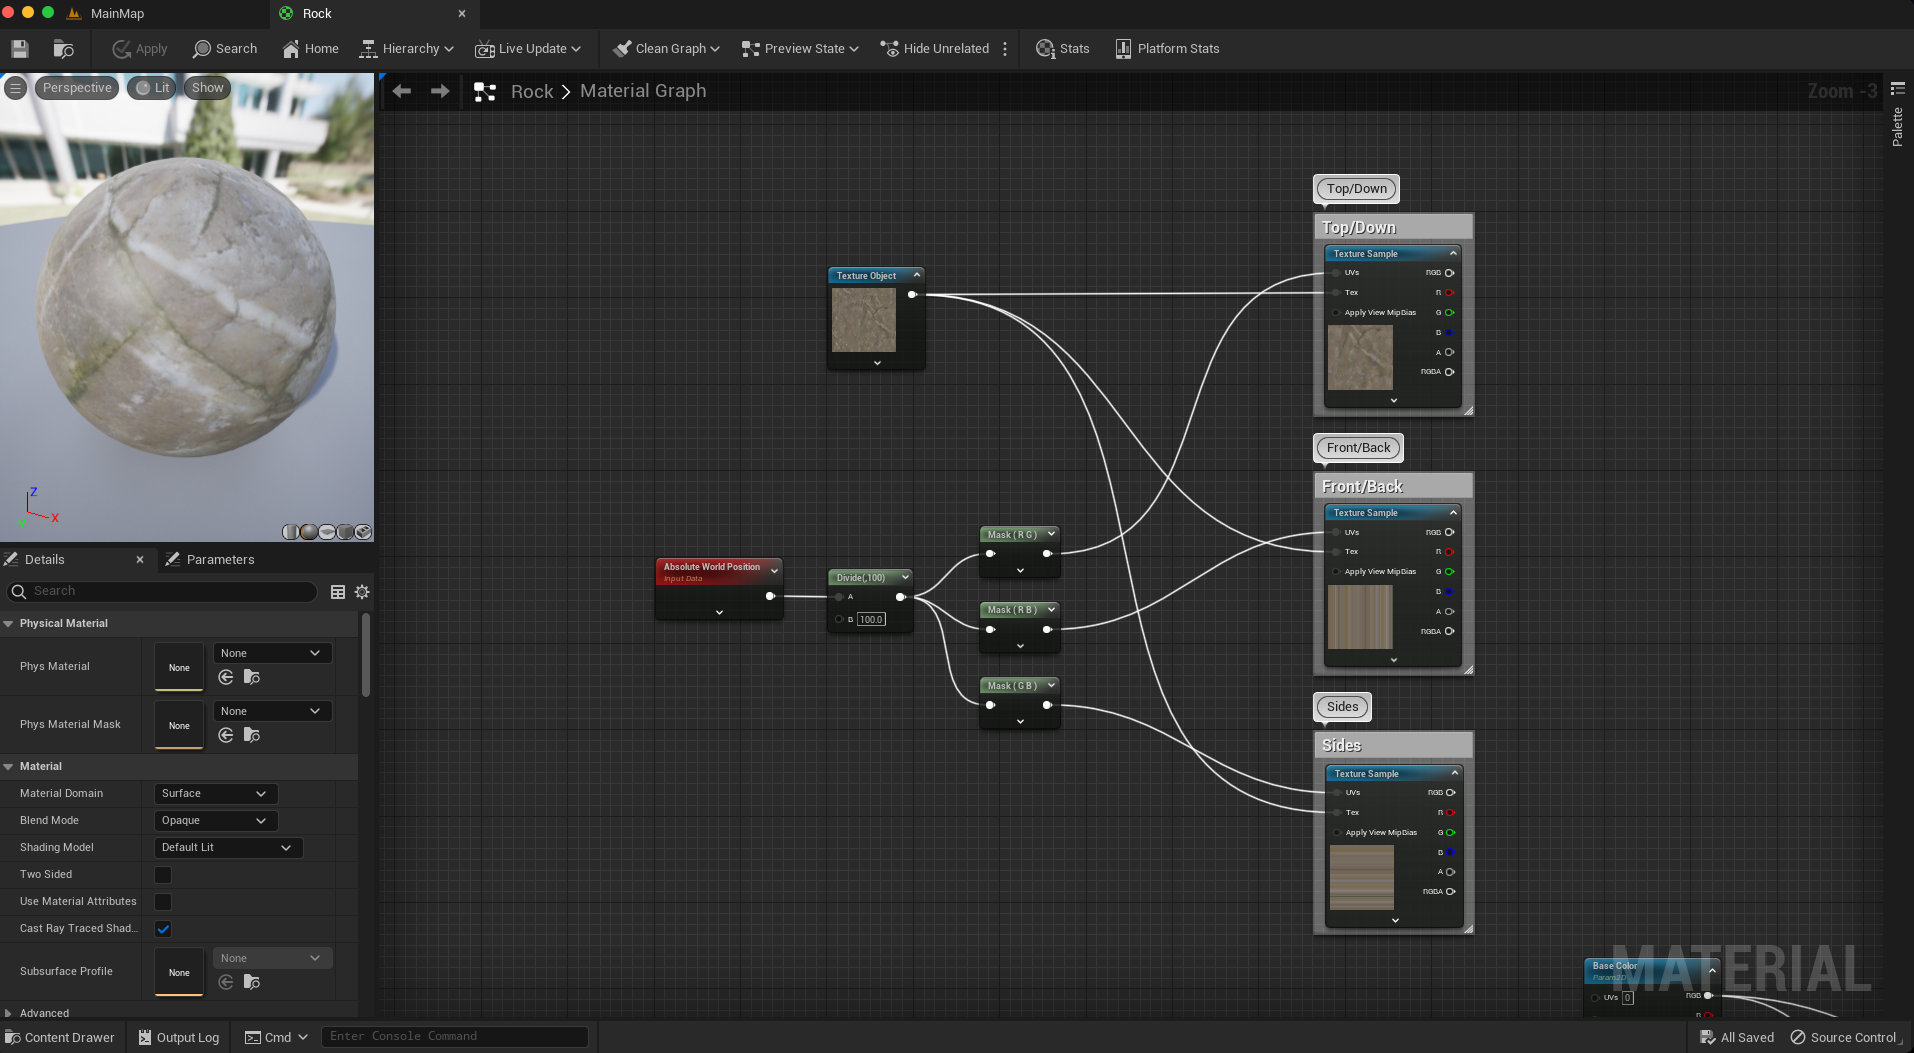 MainMap
Rock
Apply
Search
Home
Hierarchy
Live Update
Clean Graph
Preview State
Hide Unrelated
Stats
Platform Stats
Perspective
Lit
Show
Rock > Material Graph
Zoom -3
Palette
Z
X
Y
Top/Down
Top/Down
Texture Sample
UVs
RGB
Tex
R
Apply View MipBias
G
B
A
RGBA
Texture Object
Front/Back
Front/Back
Texture Sample
UVs
RGB
Tex
R
Apply View MipBias
G
B
A
RGBA
Absolute World Position
Input Data
Divide(,100)
A
B 100.0
Mask ( R G )
Mask ( R B )
Mask ( G B )
Sides
Sides
Texture Sample
UVs
RGB
Tex
R
Apply View MipBias
G
B
A
RGBA
MATERIAL
Base Color
Param2D
UVs 0
RGB
R
Details
Parameters
Search
Physical Material
Phys Material
None
None
Phys Material Mask
None
None
Material
Material Domain
Surface
Blend Mode
Opaque
Shading Model
Default Lit
Two Sided
Use Material Attributes
Cast Ray Traced Shad...
Subsurface Profile
None
None
Advanced
Content Drawer
Output Log
Cmd
Enter Console Command
All Saved
Source Control